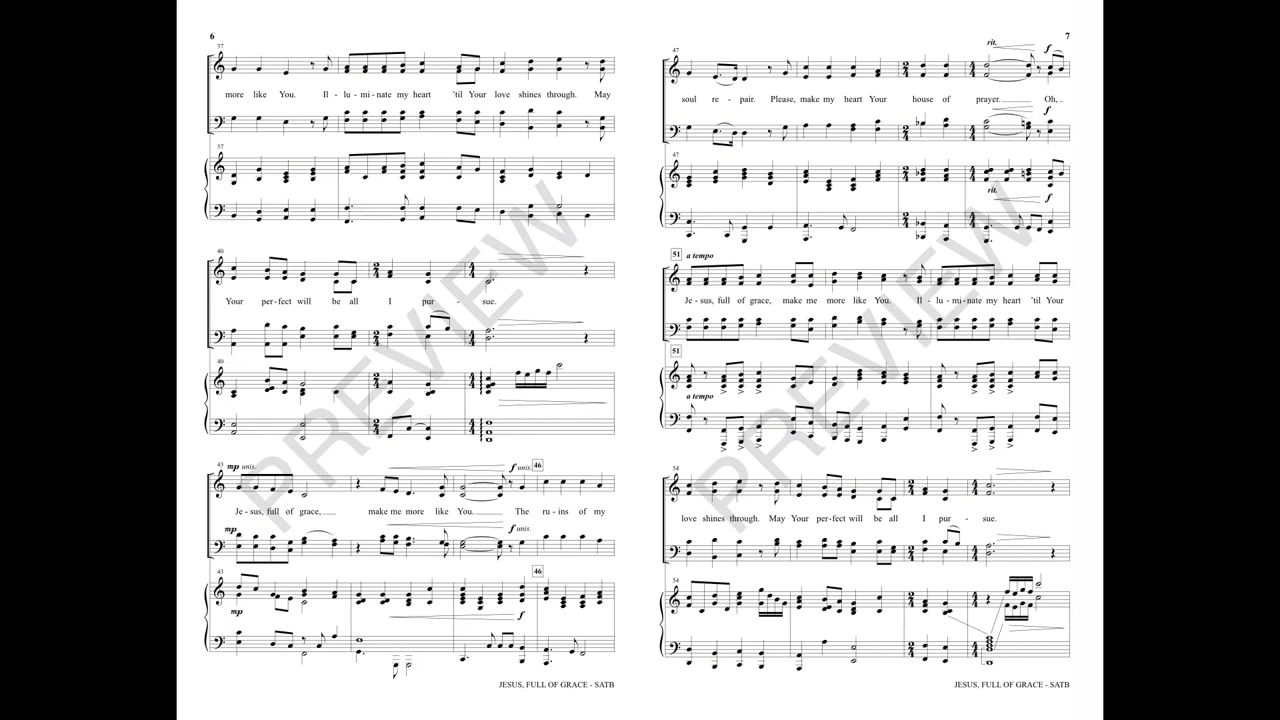 6
37
more like You. Il - lu - mi - nate my heart 'til Your love shines through. May
37
40
Your per - fect will be all I pur - sue.
40
43 mp unis. f unis. 46
Je - sus, full of grace, make me more like You. The ru - ins of my
mp f unis.
43 46
mp f
JESUS, FULL OF GRACE - SATB
7
47 rit. f
soul re - pair. Please, make my heart Your house of prayer. Oh,
f
47
rit.
f
51 a tempo
Je - sus, full of grace, make me more like You. Il - lu - mi - nate my heart 'til Your
51
a tempo
54
love shines through. May Your per - fect will be all I pur - sue.
54
JESUS, FULL OF GRACE - SATB
PREVIEW
PREVIEW